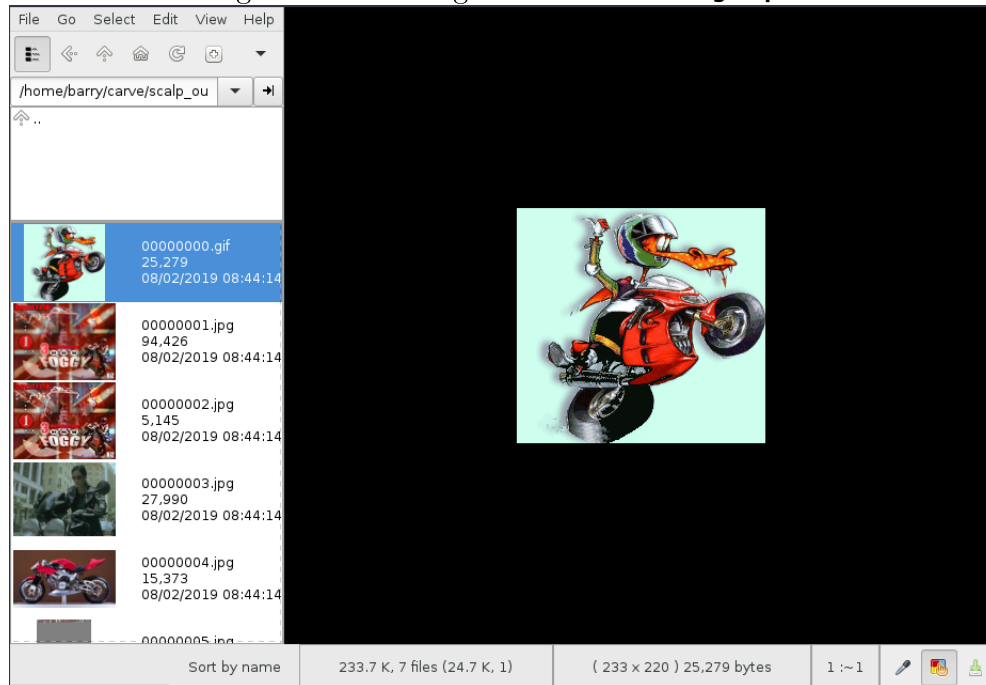 File Go Select Edit View Help
/home/barry/carve/scalp_ou
..
00000000.gif
25,279
08/02/2019 08:44:14
00000001.jpg
94,426
08/02/2019 08:44:14
FOGGY
00000002.jpg
5,145
08/02/2019 08:44:14
FOGGY
00000003.jpg
27,990
08/02/2019 08:44:14
00000004.jpg
15,373
08/02/2019 08:44:14
00000005.jpg
Sort by name
233.7 K, 7 files (24.7 K, 1)
( 233 x 220 ) 25,279 bytes
1 :~ 1